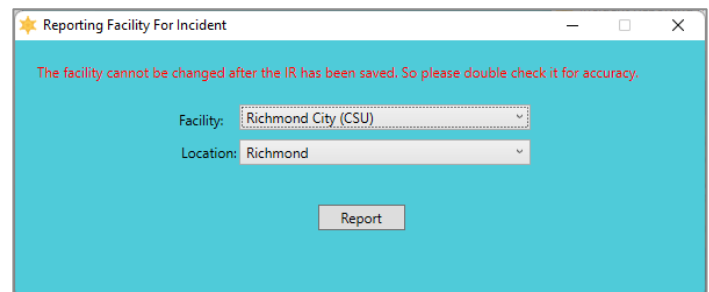 Reporting Facility For Incident
The facility cannot be changed after the IR has been saved. So please double check it for accuracy.
Facility: Richmond City (CSU)
Location: Richmond
Report